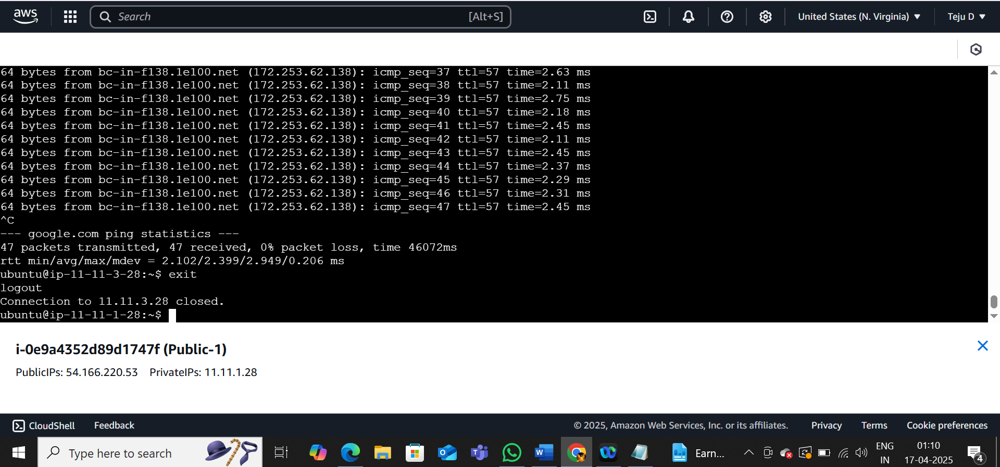 aws
Search [Alt+S]
United States (N. Virginia) ▼
Teju D ▼
64 bytes from bc-in-f138.1e100.net (172.253.62.138): icmp_seq=37 ttl=57 time=2.63 ms
64 bytes from bc-in-f138.1e100.net (172.253.62.138): icmp_seq=38 ttl=57 time=2.11 ms
64 bytes from bc-in-f138.1e100.net (172.253.62.138): icmp_seq=39 ttl=57 time=2.75 ms
64 bytes from bc-in-f138.1e100.net (172.253.62.138): icmp_seq=40 ttl=57 time=2.18 ms
64 bytes from bc-in-f138.1e100.net (172.253.62.138): icmp_seq=41 ttl=57 time=2.45 ms
64 bytes from bc-in-f138.1e100.net (172.253.62.138): icmp_seq=42 ttl=57 time=2.11 ms
64 bytes from bc-in-f138.1e100.net (172.253.62.138): icmp_seq=43 ttl=57 time=2.45 ms
64 bytes from bc-in-f138.1e100.net (172.253.62.138): icmp_seq=44 ttl=57 time=2.37 ms
64 bytes from bc-in-f138.1e100.net (172.253.62.138): icmp_seq=45 ttl=57 time=2.29 ms
64 bytes from bc-in-f138.1e100.net (172.253.62.138): icmp_seq=46 ttl=57 time=2.31 ms
64 bytes from bc-in-f138.1e100.net (172.253.62.138): icmp_seq=47 ttl=57 time=2.45 ms
^C
--- google.com ping statistics ---
47 packets transmitted, 47 received, 0% packet loss, time 46072ms
rtt min/avg/max/mdev = 2.102/2.399/2.949/0.206 ms
ubuntu@ip-11-11-3-28:~$ exit
logout
Connection to 11.11.3.28 closed.
ubuntu@ip-11-11-1-28:~$
i-0e9a4352d89d1747f (Public-1)
PublicIPs: 54.166.220.53 PrivateIPs: 11.11.1.28
CloudShell Feedback © 2025, Amazon Web Services, Inc. or its affiliates. Privacy Terms Cookie preferences
Type here to search
Earn...
ENG
IN
01:10
17-04-2025
4